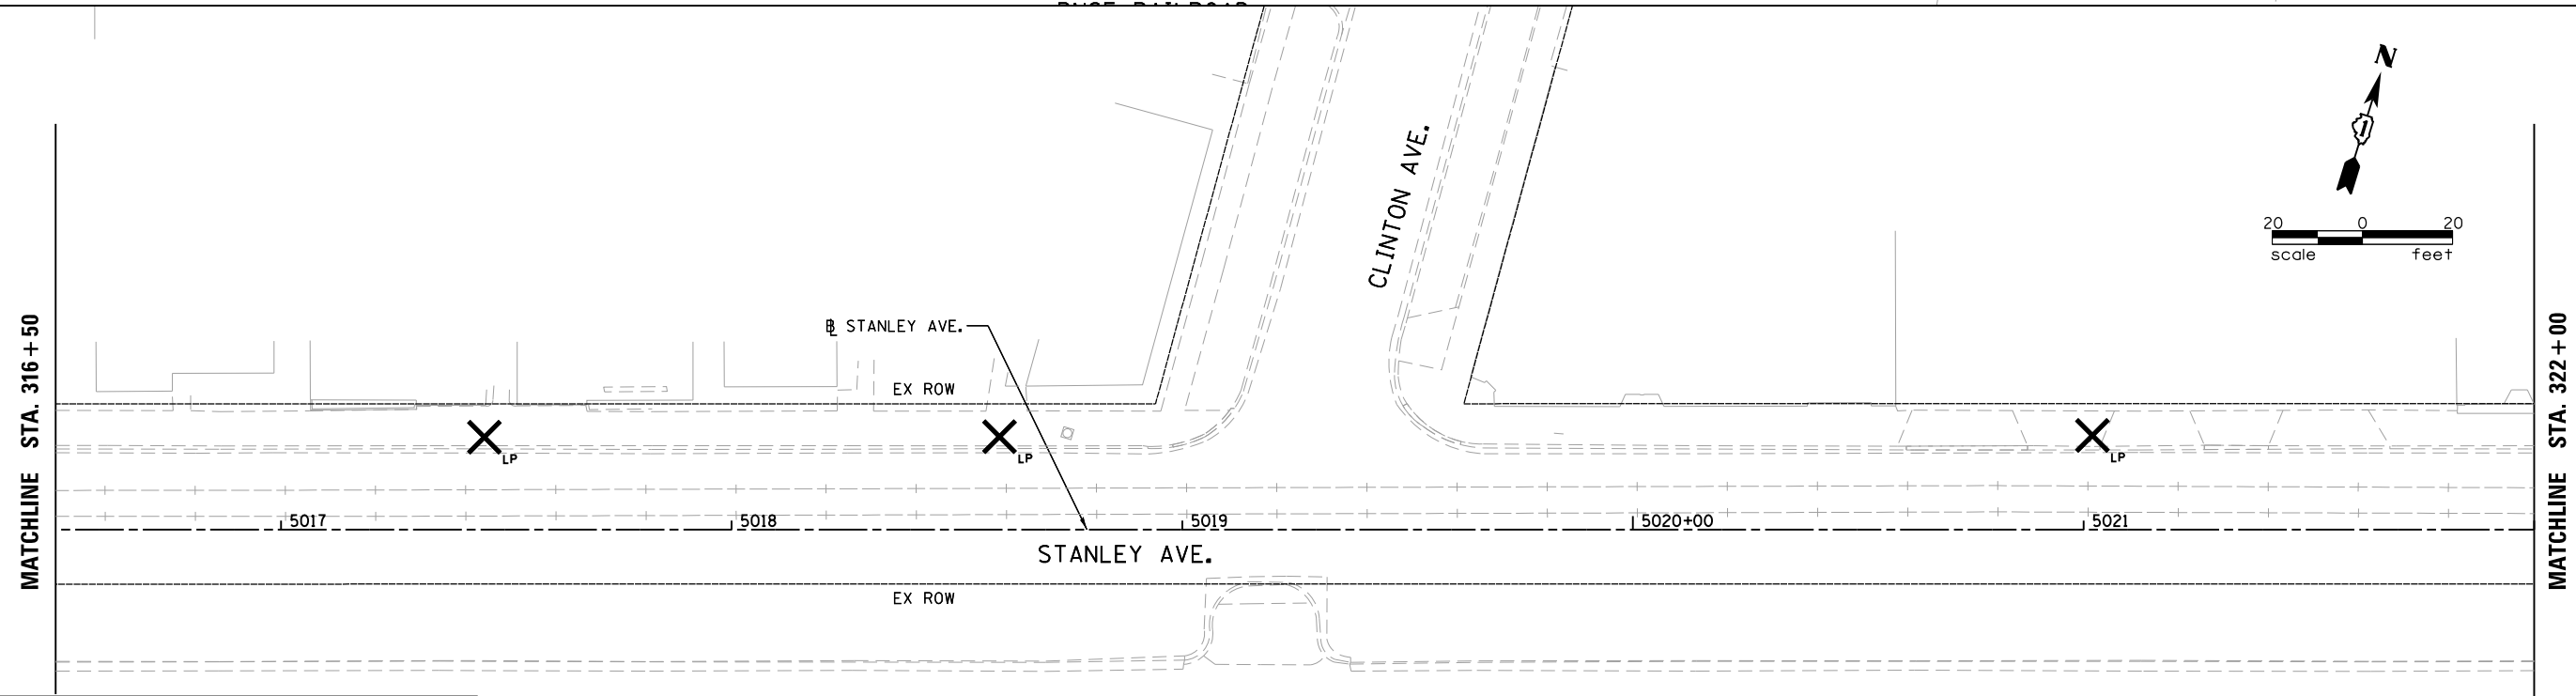 N
1
20 0 20
scale feet
CLINTON AVE.
℄ STANLEY AVE.
EX ROW
MATCHLINE STA. 316+50
MATCHLINE STA. 322+00
LP
LP
LP
5017
5018
5019
5020+00
5021
STANLEY AVE.
EX ROW